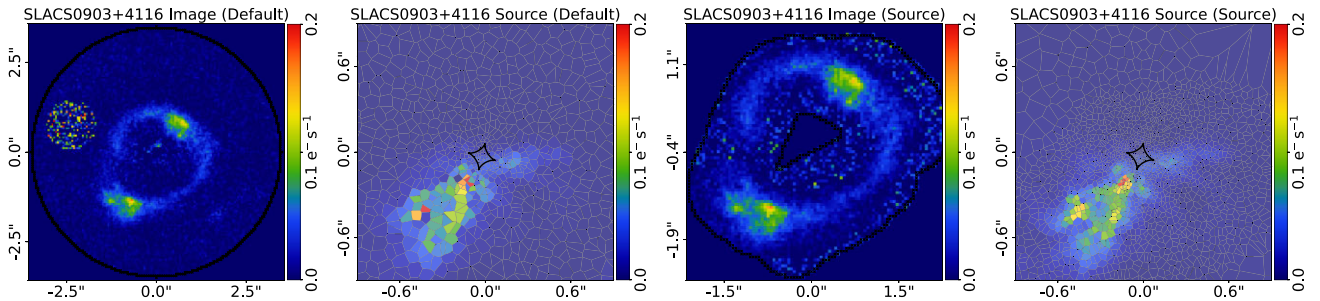 SLACS0903+4116 Image (Default)
2.5"
0.0"
-2.5"
-2.5" 0.0" 2.5"
0.2
0.1 e⁻ s⁻¹
0.0
SLACS0903+4116 Source (Default)
0.6"
0.0"
-0.6"
-0.6" 0.0" 0.6"
0.2
0.1 e⁻ s⁻¹
0.0
SLACS0903+4116 Image (Source)
1.1"
-0.4"
-1.9"
-1.5" 0.0" 1.5"
0.2
0.1 e⁻ s⁻¹
0.0
SLACS0903+4116 Source (Source)
0.6"
0.0"
-0.6"
-0.6" 0.0" 0.6"
0.2
0.1 e⁻ s⁻¹
0.0